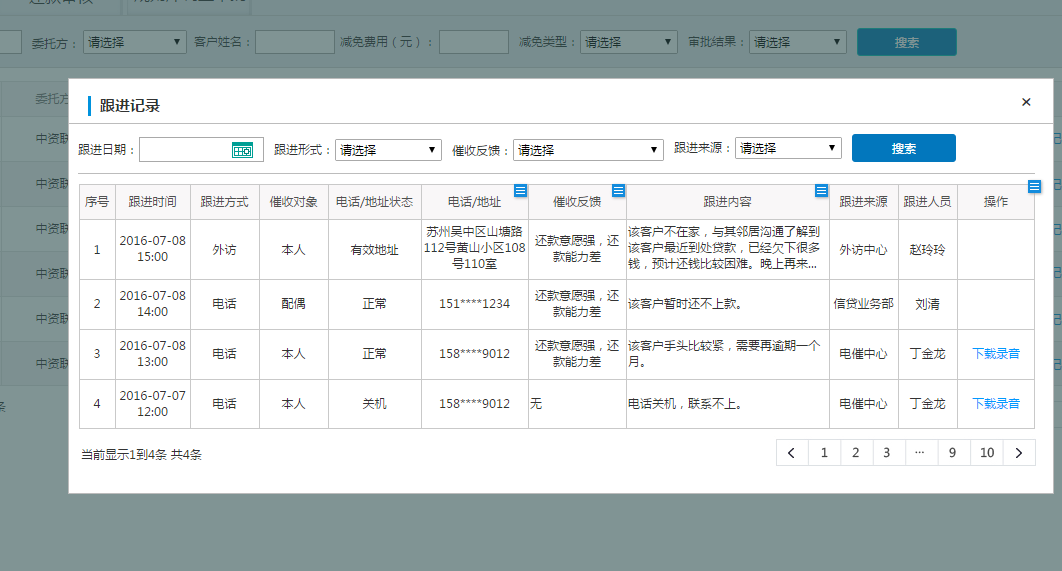 委托方：
请选择
客户姓名：
减免费用（元）：
减免类型：
请选择
审批结果：
请选择
搜索
委托方
中资联
中资联
中资联
中资联
中资联
中资联
跟进记录
×
跟进日期：
跟进形式：
请选择
催收反馈：
请选择
跟进来源：
请选择
搜索
序号 跟进时间 跟进方式 催收对象 电话/地址状态 电话/地址 催收反馈 跟进内容 跟进来源 跟进人员 操作
1
2016-07-08
15:00
外访
本人
有效地址
苏州吴中区山塘路
112号莆山小区108
号110室
还款意愿强，还
款能力差
该客户不在家，与其邻居沟通了解到
该客户最近到处贷款，已经欠下很多
钱，预计还钱比较困难。晚上再来...
外访中心
赵玲玲
2
2016-07-08
14:00
电话
配偶
正常
151****1234
还款意愿强，还
款能力差
该客户暂时还不上款。
信贷业务部
刘清
3
2016-07-08
13:00
电话
本人
正常
158****9012
还款意愿强，还
款能力差
该客户手头比较紧，需要再逾期一个
月。
电催中心
丁金龙
下载录音
4
2016-07-07
12:00
电话
本人
关机
158****9012
无
电话关机，联系不上。
电催中心
丁金龙
下载录音
当前显示1到4条 共4条
< 1 2 3 ... 9 10 >